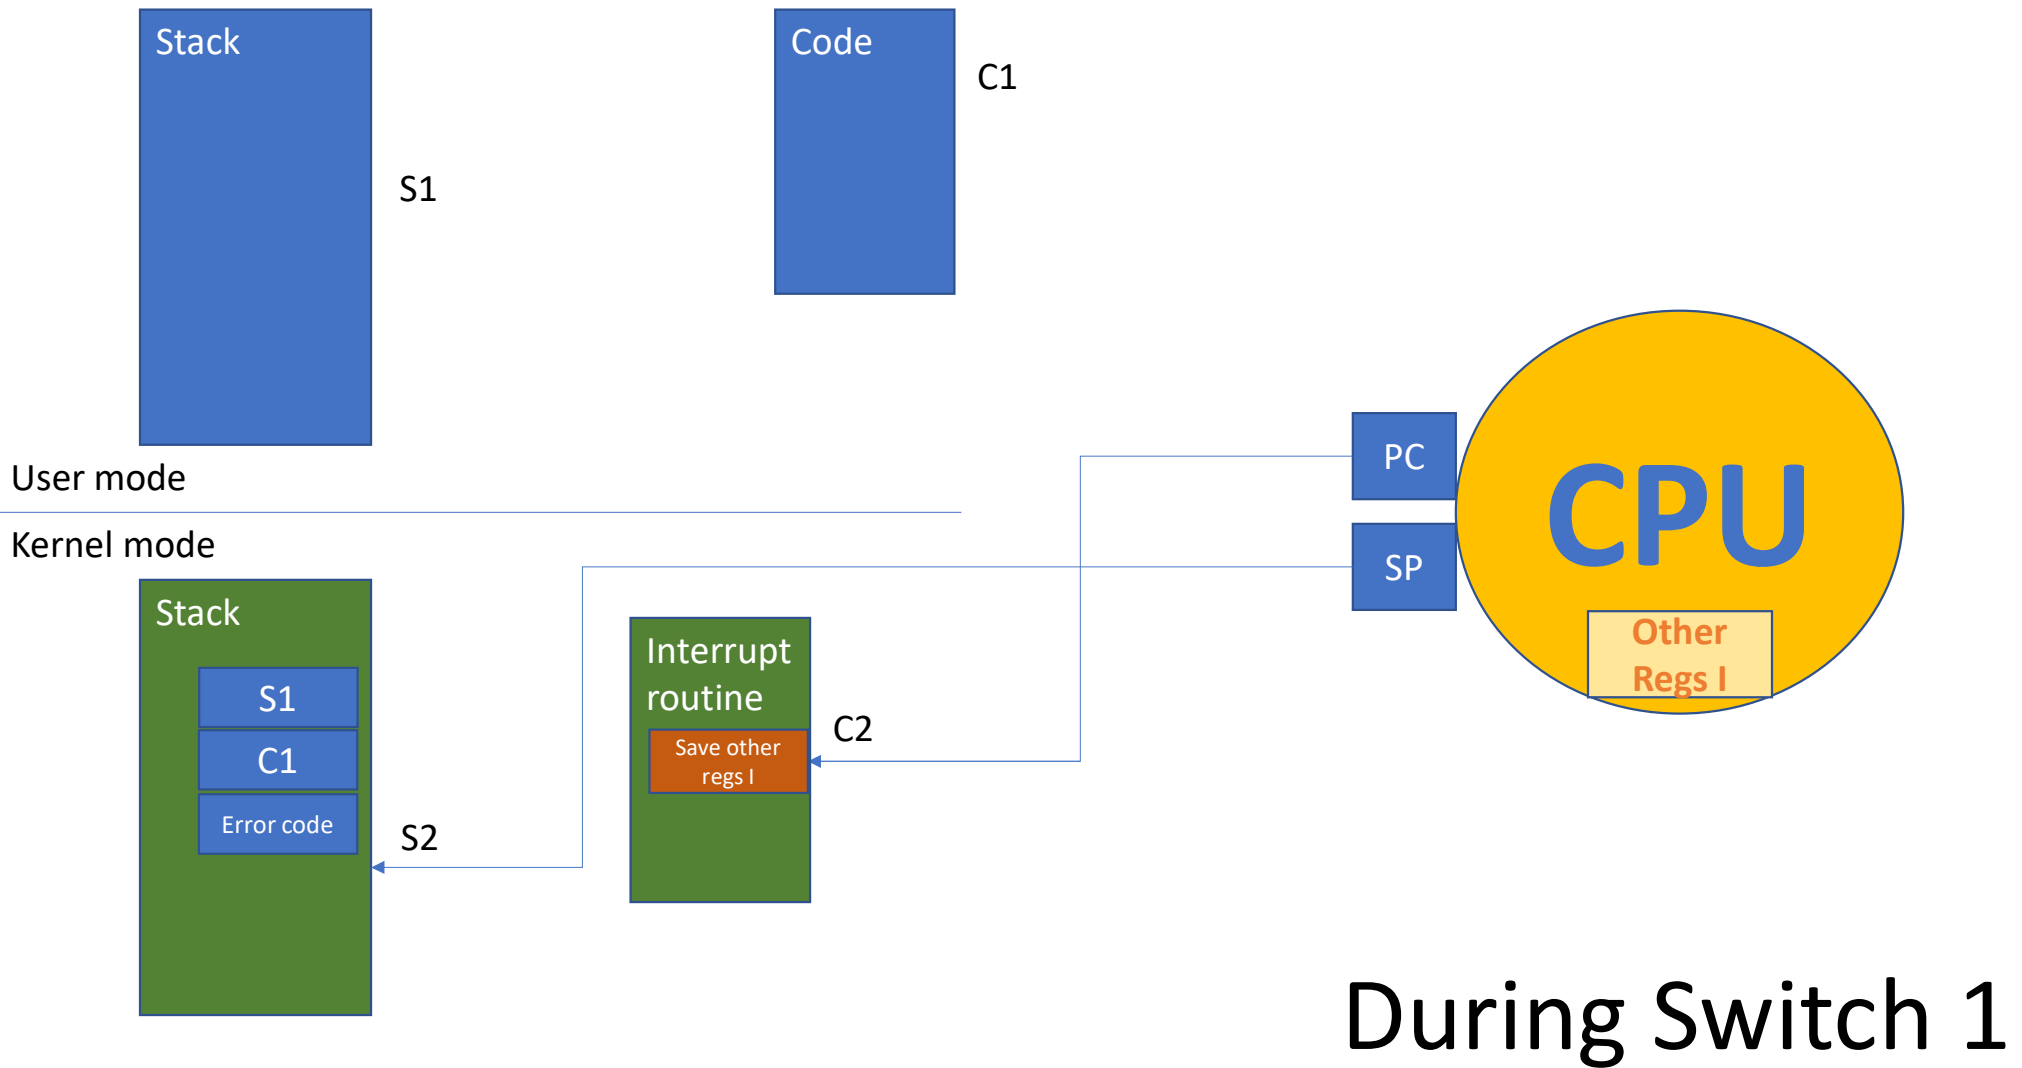 Stack
Code
C1
S1
User mode
Kernel mode
PC
CPU
SP
Other
Regs I
Stack
S1
C1
Error code
S2
Interrupt
routine
Save other
regs I
C2
During Switch 1